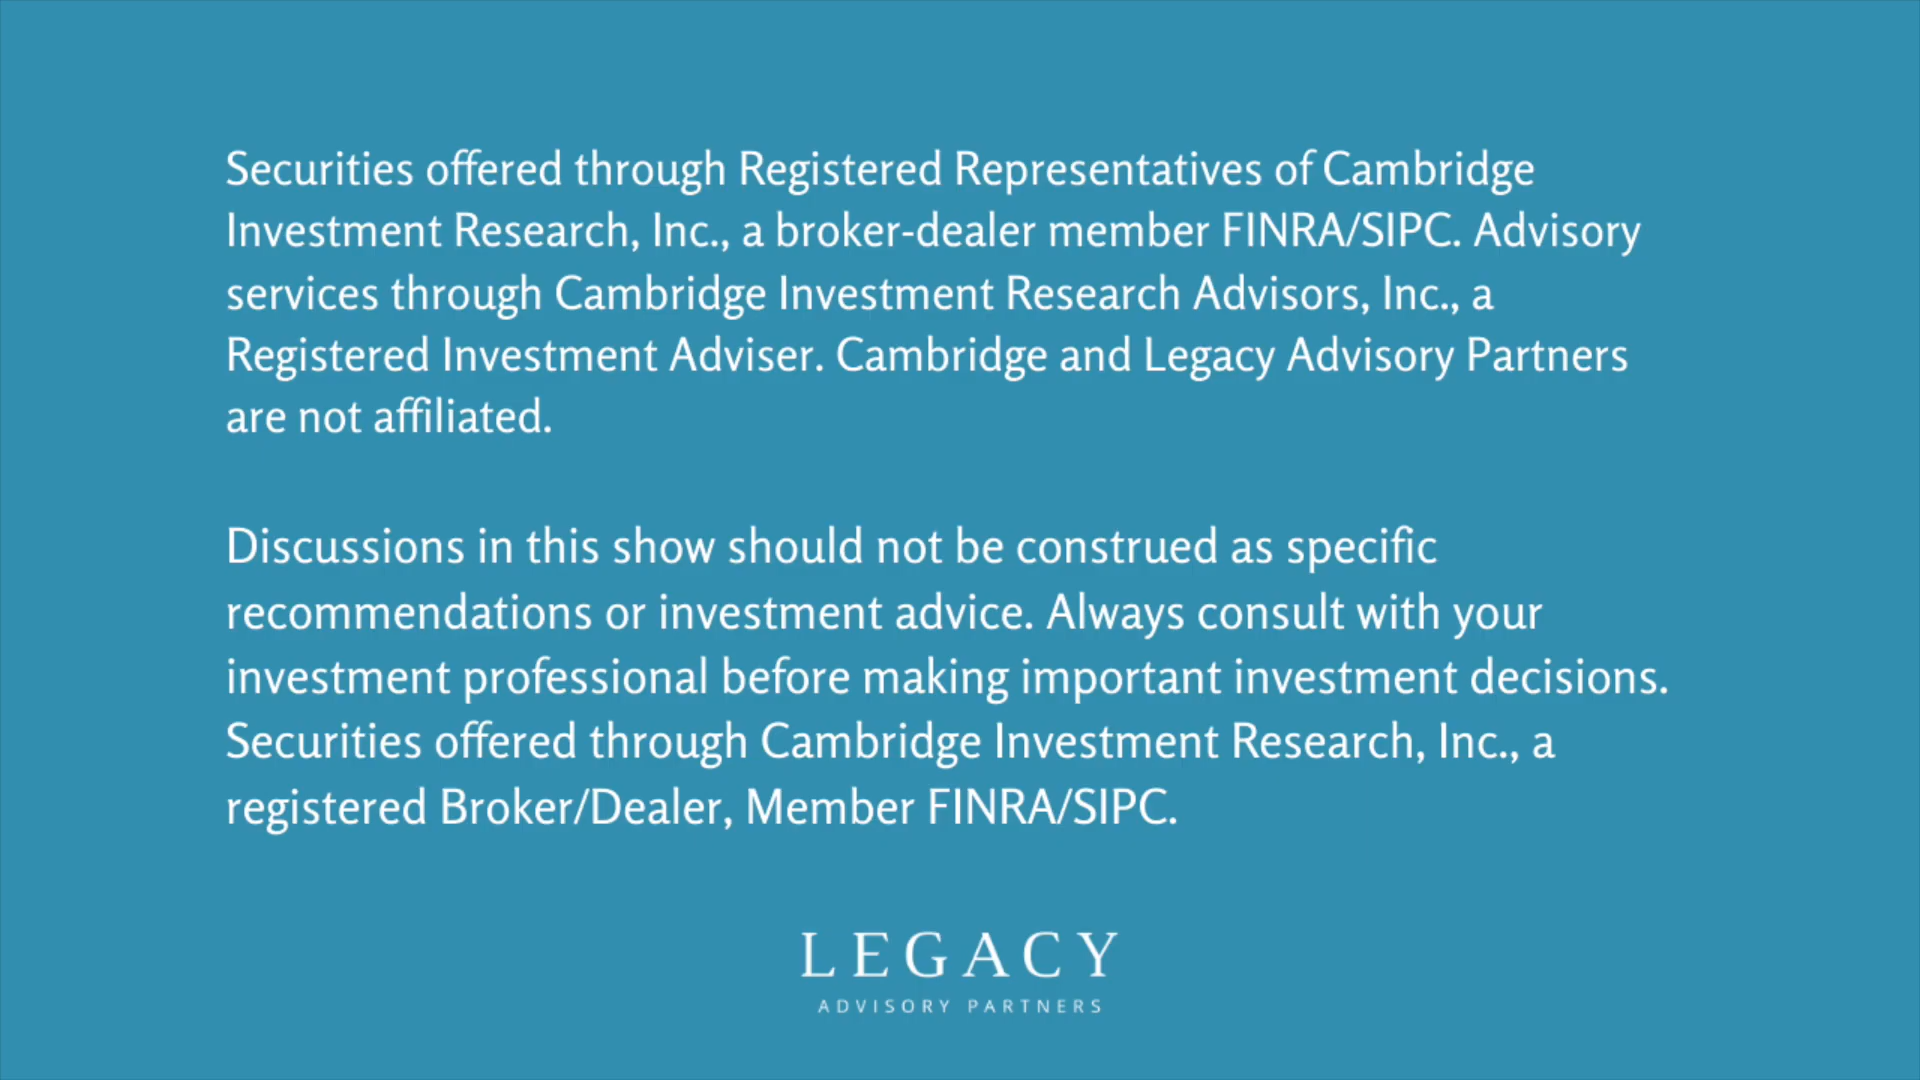 Securities offered through Registered Representatives of Cambridge
Investment Research, Inc., a broker-dealer member FINRA/SIPC. Advisory
services through Cambridge Investment Research Advisors, Inc., a
Registered Investment Adviser. Cambridge and Legacy Advisory Partners
are not affiliated.
Discussions in this show should not be construed as specific
recommendations or investment advice. Always consult with your
investment professional before making important investment decisions.
Securities offered through Cambridge Investment Research, Inc., a
registered Broker/Dealer, Member FINRA/SIPC.
LEGACY
ADVISORY PARTNERS